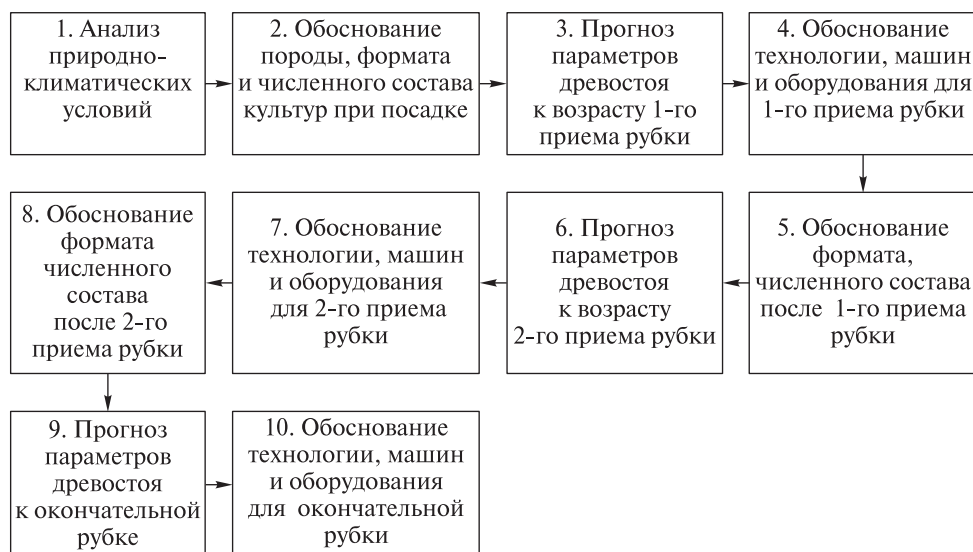 1. Анализ
природно-
климатических
условий
2. Обоснование
породы, формата
и численного состава
культур при посадке
3. Прогноз
параметров
древостоя
к возрасту 1-го
приема рубки
4. Обоснование
технологии, машин
и оборудования для
1-го приема рубки
5. Обоснование
формата,
численного состава
после 1-го приема
рубки
6. Прогноз
параметров
древостоя
к возрасту
2-го приема рубки
7. Обоснование
технологии, машин
и оборудования
для 2-го приема
рубки
8. Обоснование
формата
численного
состава
после 2-го
приема рубки
9. Прогноз
параметров
древостоя
к окончательной
рубке
10. Обоснование
технологии, машин
и оборудования
для окончательной
рубки